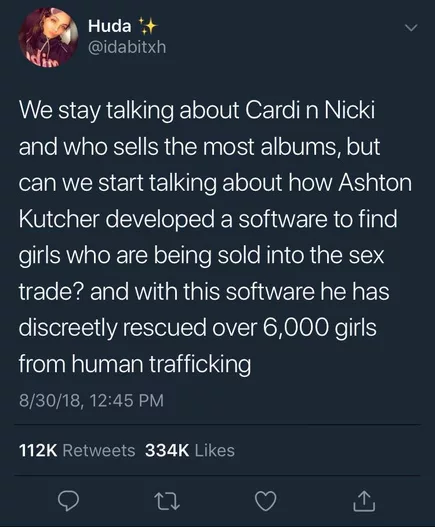 Huda ✨
@idabitxh
We stay talking about Cardi n Nicki
and who sells the most albums, but
can we start talking about how Ashton
Kutcher developed a software to find
girls who are being sold into the sex
trade? and with this software he has
discreetly rescued over 6,000 girls
from human trafficking
8/30/18, 12:45 PM
112K Retweets 334K Likes